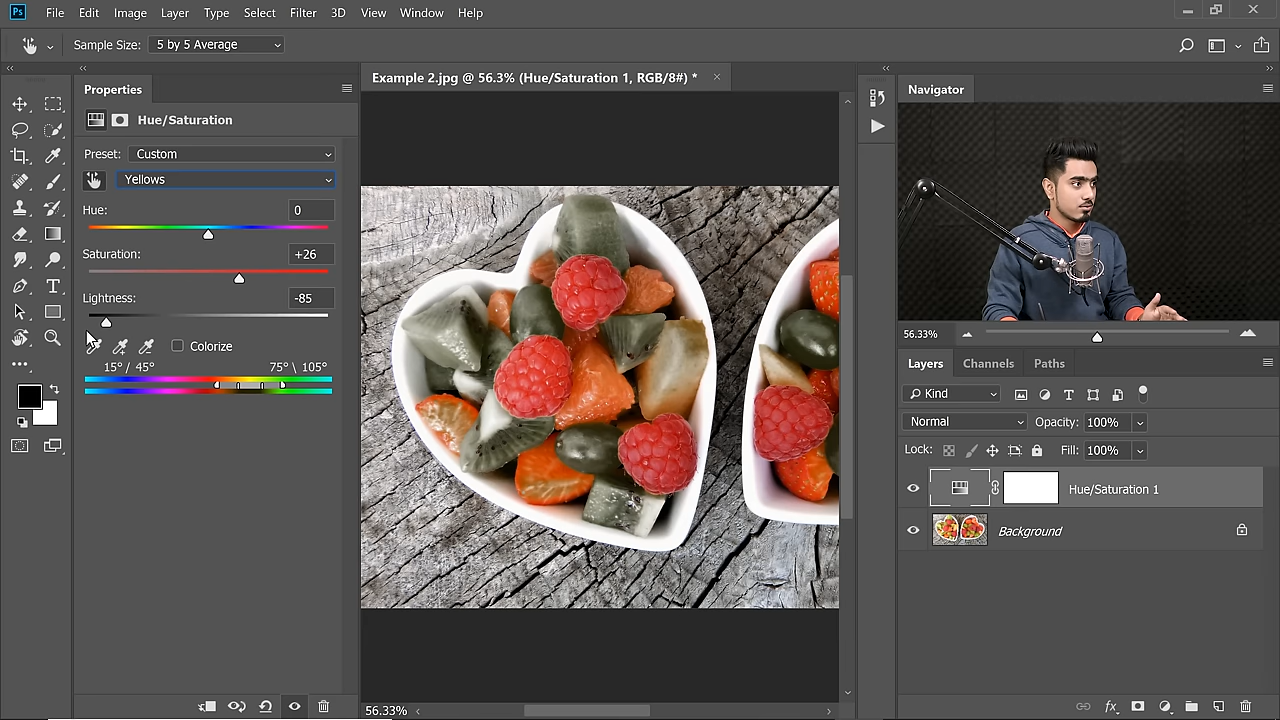 Ps File Edit Image Layer Type Select Filter 3D View Window Help
Sample Size: 5 by 5 Average
Properties
Example 2.jpg @ 56.3% (Hue/Saturation 1, RGB/8#) *
Navigator
Hue/Saturation
Preset: Custom
Yellows
Hue: 0
Saturation: +26
Lightness: -85
Colorize
15° / 45° 75° \ 105°
56.33%
Layers Channels Paths
Kind
Normal Opacity: 100%
Lock: Fill: 100%
Hue/Saturation 1
Background
fx
56.33%